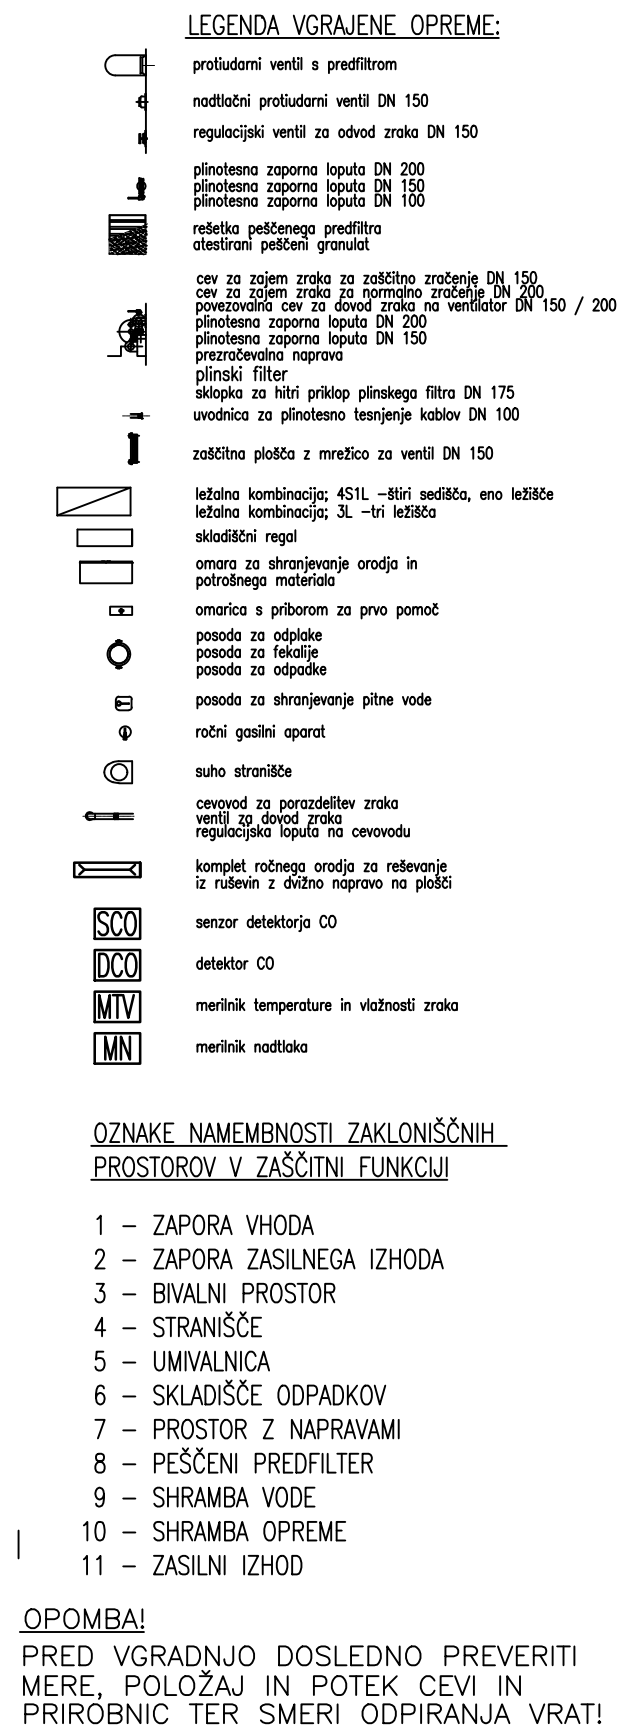 LEGENDA VGRAJENE OPREME:
protiudarni ventil s predfiltrom
nadtlačni protiudarni ventil DN 150
regulacijski ventil za odvod zraka DN 150
plinotesna zaporna loputa DN 200
plinotesna zaporna loputa DN 150
plinotesna zaporna loputa DN 100
rešetka peščenega predfiltra
atestirani peščeni granulat
cev za zajem zraka za zaščitno zračenje DN 150
cev za zajem zraka za normalno zračenje DN 200
povezovalna cev za dovod zraka na ventilator DN 150 / 200
plinotesna zaporna loputa DN 200
plinotesna zaporna loputa DN 150
prezračevalna naprava
plinski filter
sklopka za hitri priklop plinskega filtra DN 175
uvodnica za plinotesno tesnjenje kablov DN 100
zaščitna plošča z mrežico za ventil DN 150
ležalna kombinacija; 4S1L –štiri sedišča, eno ležišče
ležalna kombinacija; 3L –tri ležišča
skladiščni regal
omara za shranjevanje orodja in
potrošnega materiala
omarica s priborom za prvo pomoč
posoda za odplake
posoda za fekalije
posoda za odpadke
posoda za shranjevanje pitne vode
ročni gasilni aparat
suho stranišče
cevovod za porazdelitev zraka
ventil za dovod zraka
regulacijska loputa na cevovodu
komplet ročnega orodja za reševanje
iz ruševin z dvižno napravo na plošči
SCO senzor detektorja CO
DCO detektor CO
MTV merilnik temperature in vlažnosti zraka
MN merilnik nadtlaka
OZNAKE NAMEMBNOSTI ZAKLONIŠČNIH
PROSTOROV V ZAŠČITNI FUNKCIJI
1 – ZAPORA VHODA
2 – ZAPORA ZASILNEGA IZHODA
3 – BIVALNI PROSTOR
4 – STRANIŠČE
5 – UMIVALNICA
6 – SKLADIŠČE ODPADKOV
7 – PROSTOR Z NAPRAVAMI
8 – PEŠČENI PREDFILTER
9 – SHRAMBA VODE
10 – SHRAMBA OPREME
11 – ZASILNI IZHOD
OPOMBA!
PRED VGRADNJO DOSLEDNO PREVERITI
MERE, POLOŽAJ IN POTEK CEVI IN
PRIROBNIC TER SMERI ODPIRANJA VRAT!